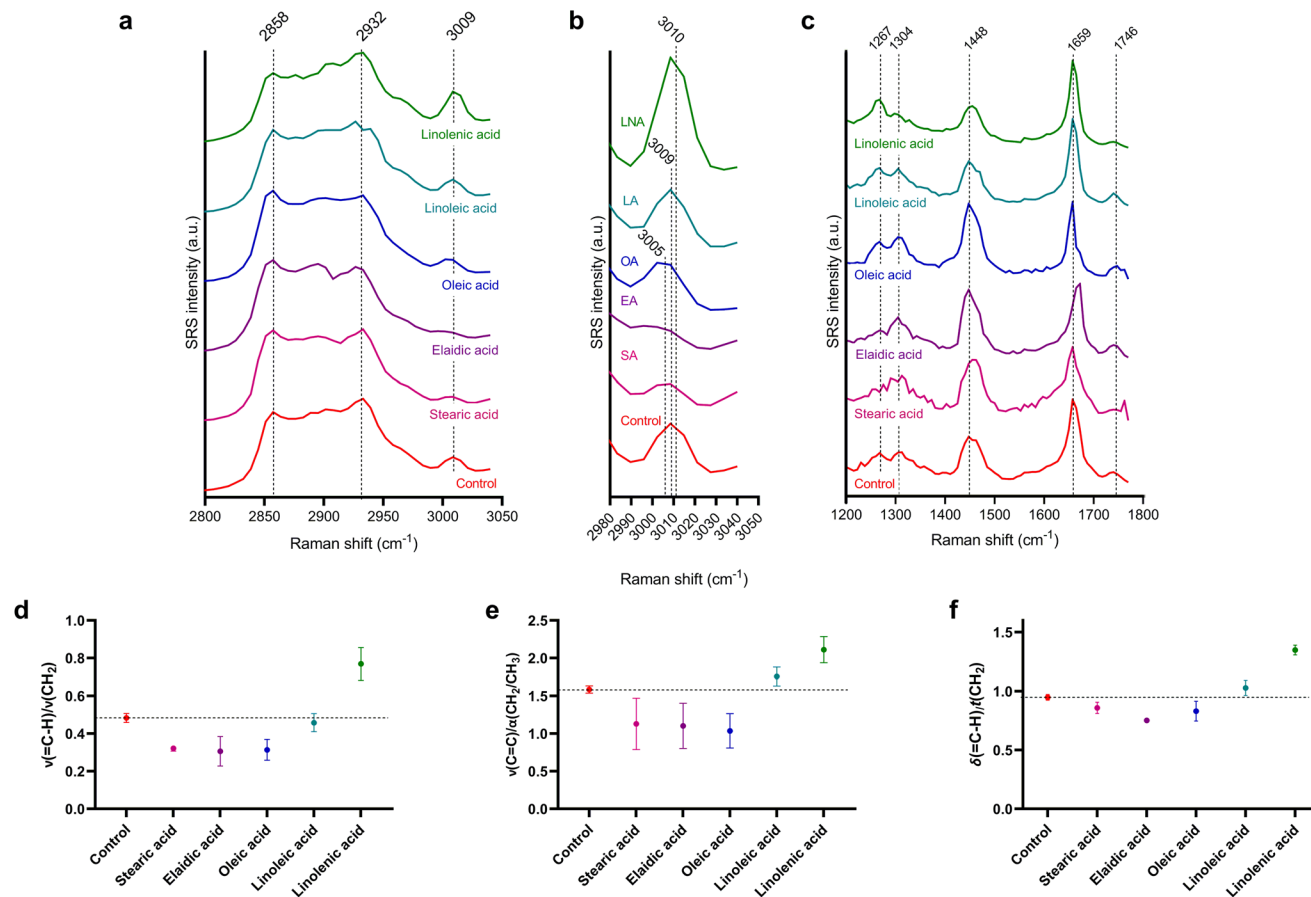 a
2858
2932
3009
SRS intensity (a.u.)
Linolenic acid
Linoleic acid
Oleic acid
Elaidic acid
Stearic acid
Control
2800
2850
2900
2950
3000
3050
Raman shift (cm⁻¹)
b
3010
LNA
3009
LA
3005
OA
EA
SA
Control
SRS intensity (a.u.)
2980
2990
3000
3010
3020
3030
3040
3050
Raman shift (cm⁻¹)
c
1267
1304
1448
1659
1746
SRS intensity (a.u.)
Linolenic acid
Linoleic acid
Oleic acid
Elaidic acid
Stearic acid
Control
1200
1300
1400
1500
1600
1700
1800
Raman shift (cm⁻¹)
d
ν(=C-H)/ν(CH₂)
1.0
0.8
0.6
0.4
0.2
0.0
Control
Stearic acid
Elaidic acid
Oleic acid
Linoleic acid
Linolenic acid
e
ν(C=C)/α(CH₂/CH₃)
2.5
2.0
1.5
1.0
0.5
0.0
Control
Stearic acid
Elaidic acid
Oleic acid
Linoleic acid
Linolenic acid
f
δ(=C-H)/t(CH₂)
1.5
1.0
0.5
0.0
Control
Stearic acid
Elaidic acid
Oleic acid
Linoleic acid
Linolenic acid